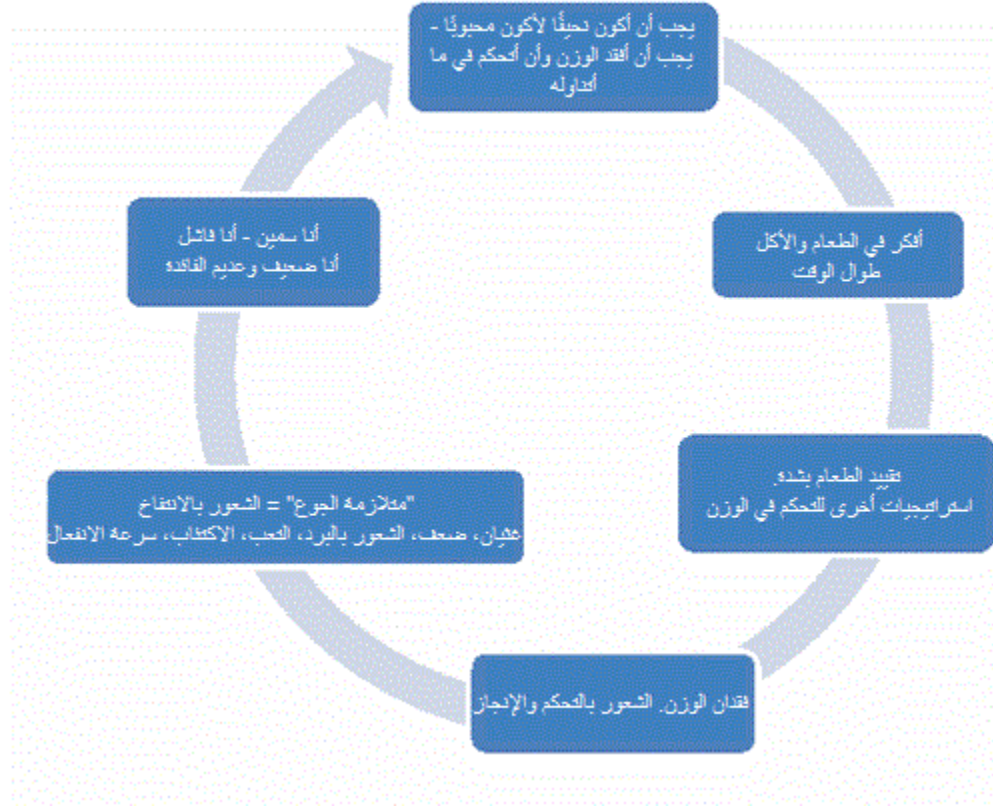 يجب أن أكون نحيفًا لأكون محبوبًا -
يجب أن أفقد الوزن وأن أتحكم في ما
أتناوله
أفكر في الطعام والأكل
طوال الوقت
تقييد الطعام بشدة.
استراتيجيات أخرى للتحكم في الوزن
فقدان الوزن. الشعور بالتحكم والإنجاز
"متلازمة الجوع" = الشعور بالانتفاخ
غثيان، ضعف، الشعور بالبرد، التعب، الاكتئاب، سرعة الانفعال
أنا سمين - أنا فاشل
أنا ضعيف وعديم الفائدة